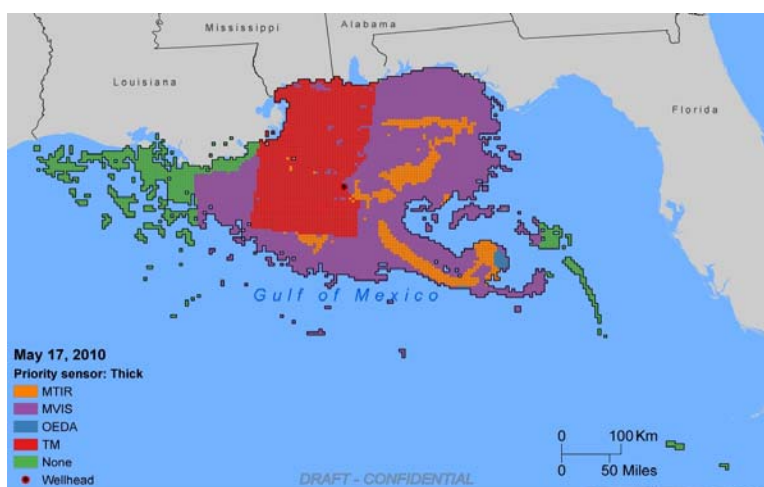 Mississippi
Alabama
Louisiana
Florida
Gulf of Mexico
May 17, 2010
Priority sensor: Thick
MTIR
MVIS
OEDA
TM
None
Wellhead
0 100 Km
0 50 Miles
DRAFT - CONFIDENTIAL